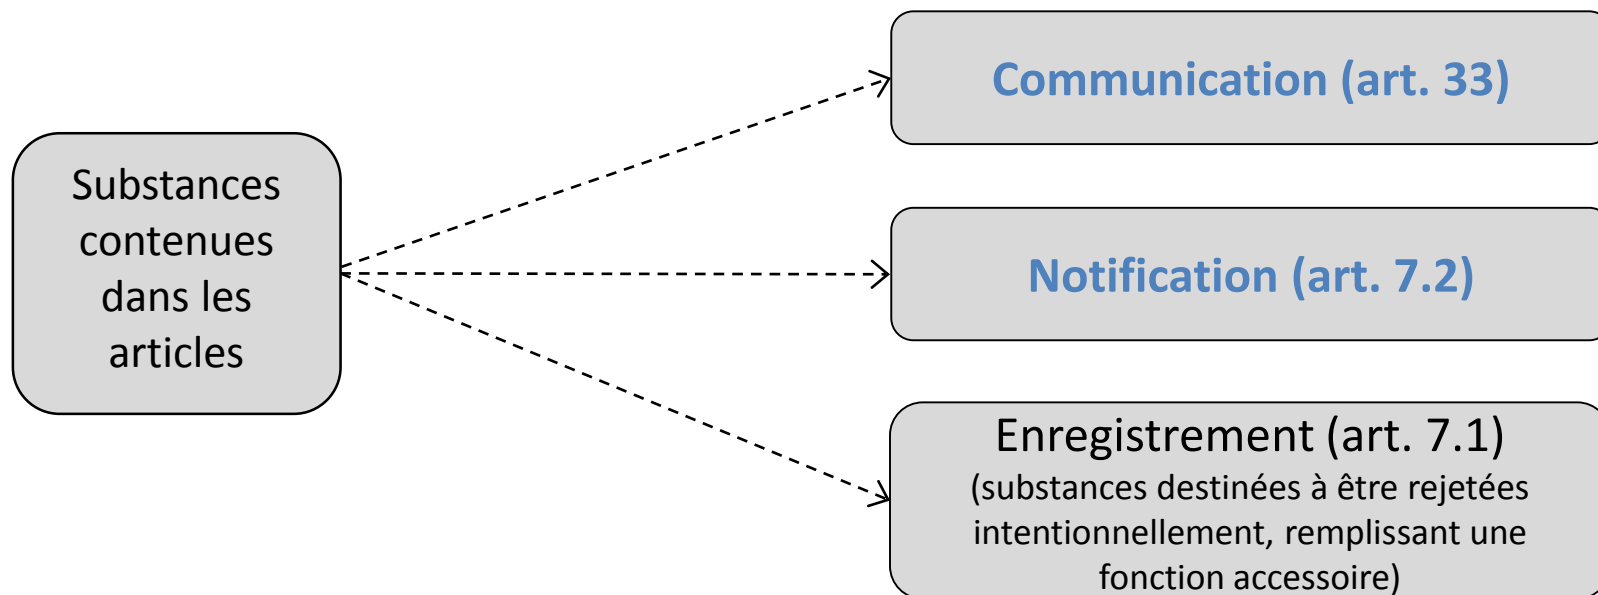 Substances
contenues
dans les
articles
Communication (art. 33)
Notification (art. 7.2)
Enregistrement (art. 7.1)
(substances destinées à être rejetées
intentionnellement, remplissant une
fonction accessoire)